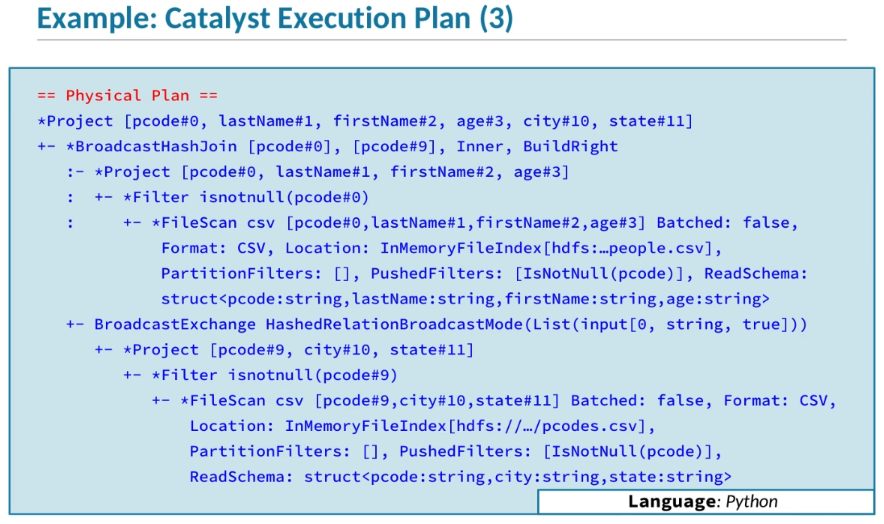 Example: Catalyst Execution Plan (3)
== Physical Plan ==
*Project [pcode#0, lastName#1, firstName#2, age#3, city#10, state#11]
+- *BroadcastHashJoin [pcode#0], [pcode#9], Inner, BuildRight
   :- *Project [pcode#0, lastName#1, firstName#2, age#3]
   :  +- *Filter isnotnull(pcode#0)
   :     +- *FileScan csv [pcode#0,lastName#1,firstName#2,age#3] Batched: false,
             Format: CSV, Location: InMemoryFileIndex[hdfs:…people.csv],
             PartitionFilters: [], PushedFilters: [IsNotNull(pcode)], ReadSchema:
             struct<pcode:string,lastName:string,firstName:string,age:string>
   +- BroadcastExchange HashedRelationBroadcastMode(List(input[0, string, true]))
      +- *Project [pcode#9, city#10, state#11]
         +- *Filter isnotnull(pcode#9)
            +- *FileScan csv [pcode#9,city#10,state#11] Batched: false, Format: CSV,
                Location: InMemoryFileIndex[hdfs://…/pcodes.csv],
                PartitionFilters: [], PushedFilters: [IsNotNull(pcode)],
                ReadSchema: struct<pcode:string,city:string,state:string>
Language: Python